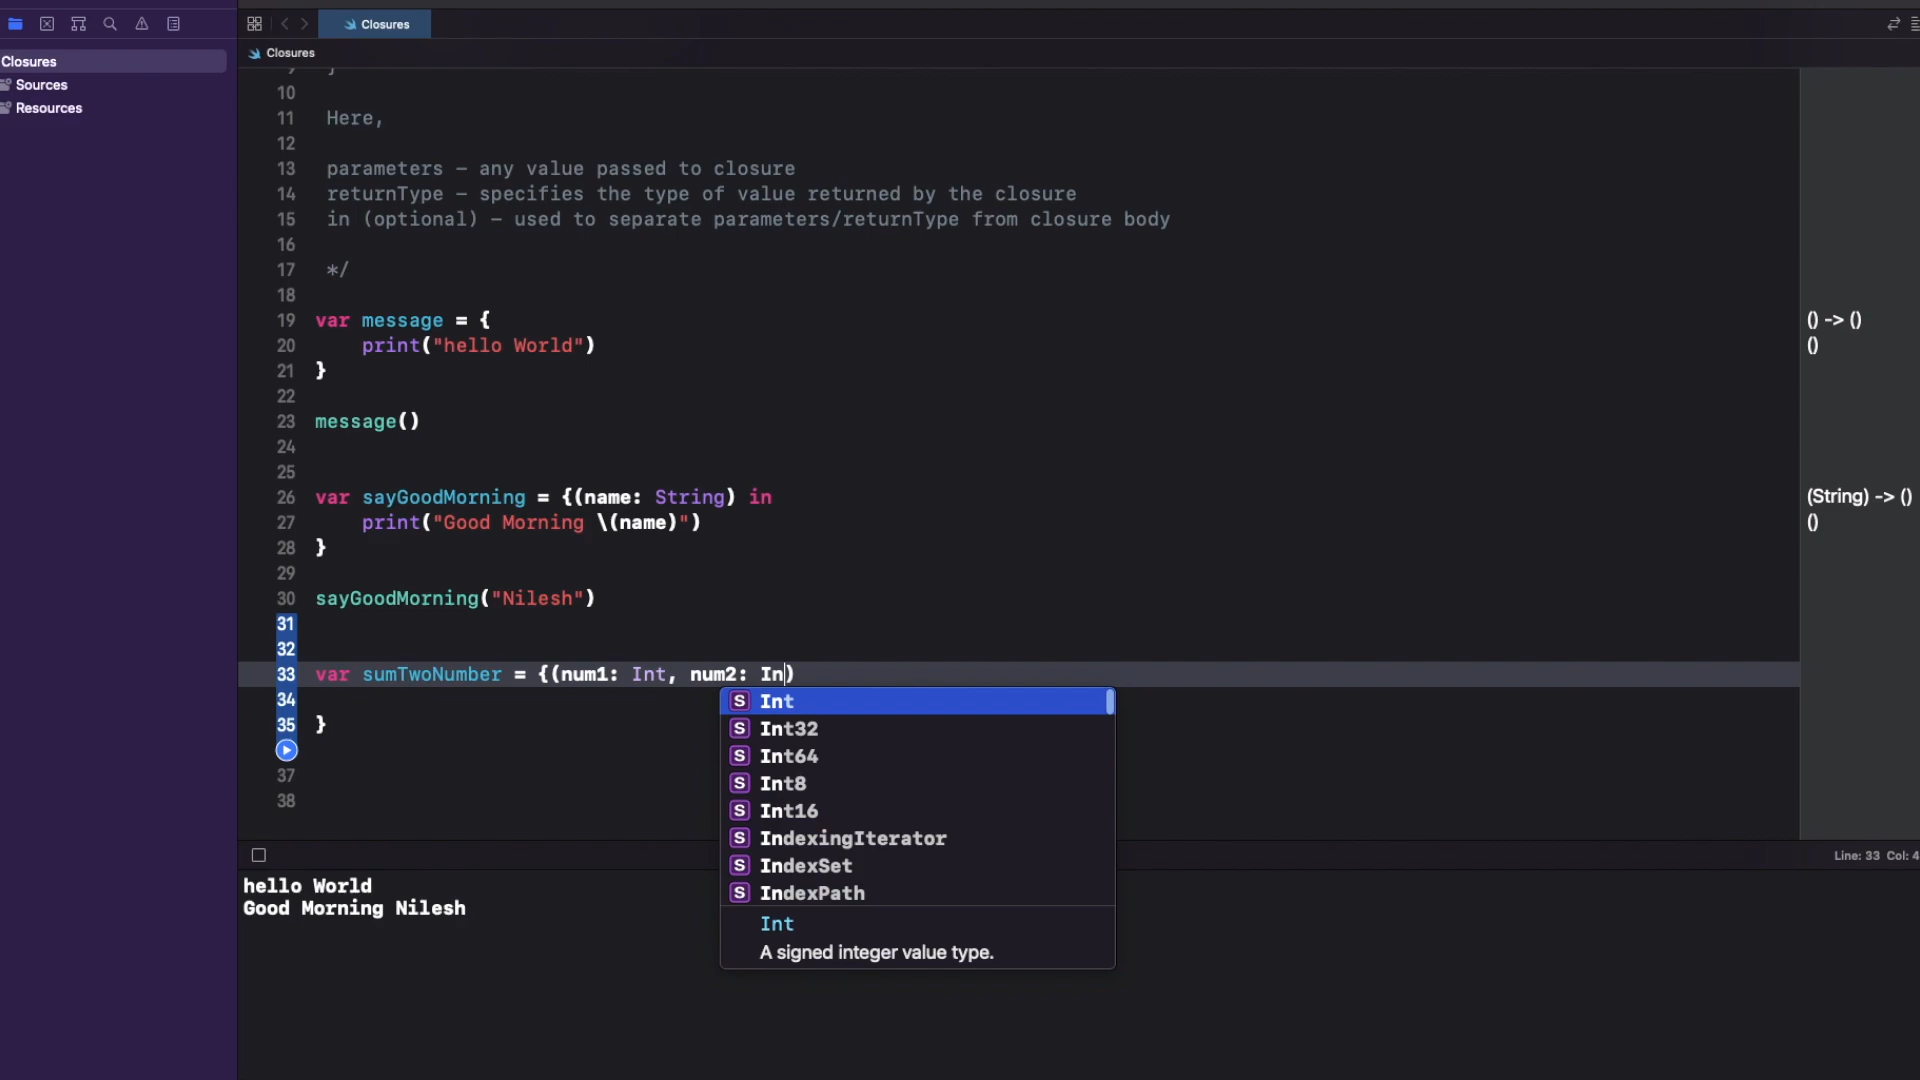 Closures
Closures
Closures
Sources
Resources
10
11 Here,
12
13 parameters – any value passed to closure
14 returnType – specifies the type of value returned by the closure
15 in (optional) – used to separate parameters/returnType from closure body
16
17 */
18
19 var message = { () -> ()
20 print("hello World") ()
21 }
22
23 message()
24
25
26 var sayGoodMorning = {(name: String) in (String) -> ()
27 print("Good Morning \(name)") ()
28 }
29
30 sayGoodMorning("Nilesh")
31
32
33 var sumTwoNumber = {(num1: Int, num2: In)
34
35 }
37
38
S Int
S Int32
S Int64
S Int8
S Int16
S IndexingIterator
S IndexSet
S IndexPath
Int
A signed integer value type.
Line: 33 Col: 4
hello World
Good Morning Nilesh